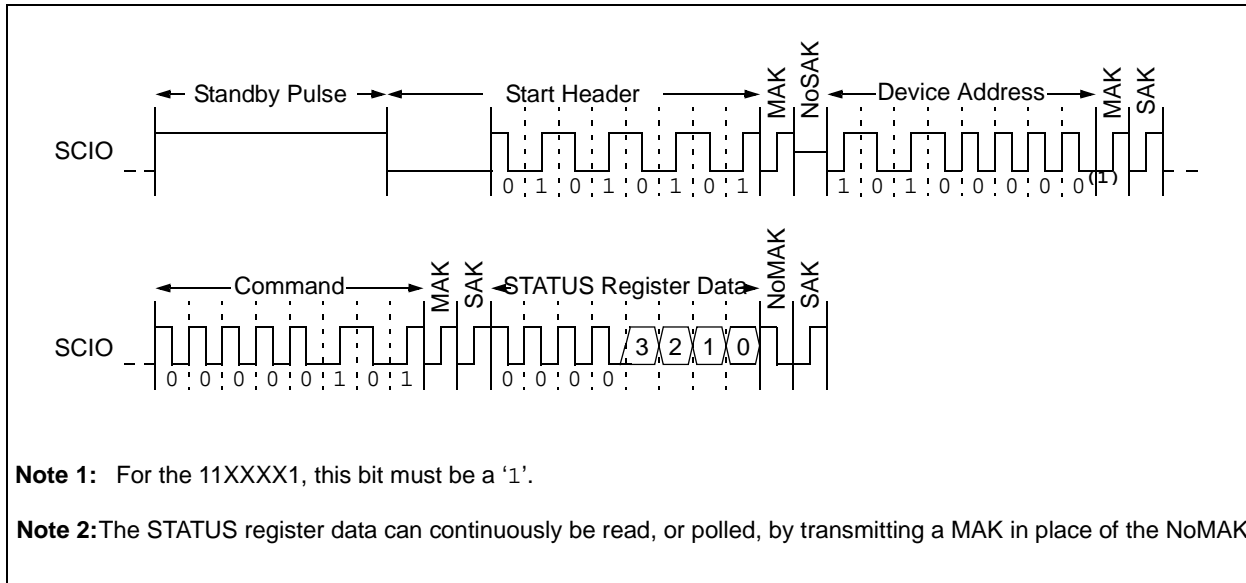 MAK NoSAK MAK SAK
Standby Pulse Start Header Device Address
SCIO
0 1 0 1 0 1 0 1 1 0 1 0 0 0 0 0(1)
MAK SAK NoMAK SAK
Command STATUS Register Data
SCIO
3 2 1 0
0 0 0 0 0 1 0 1 0 0 0 0
Note 1: For the 11XXXX1, this bit must be a ‘1’.
Note 2:The STATUS register data can continuously be read, or polled, by transmitting a MAK in place of the NoMAK